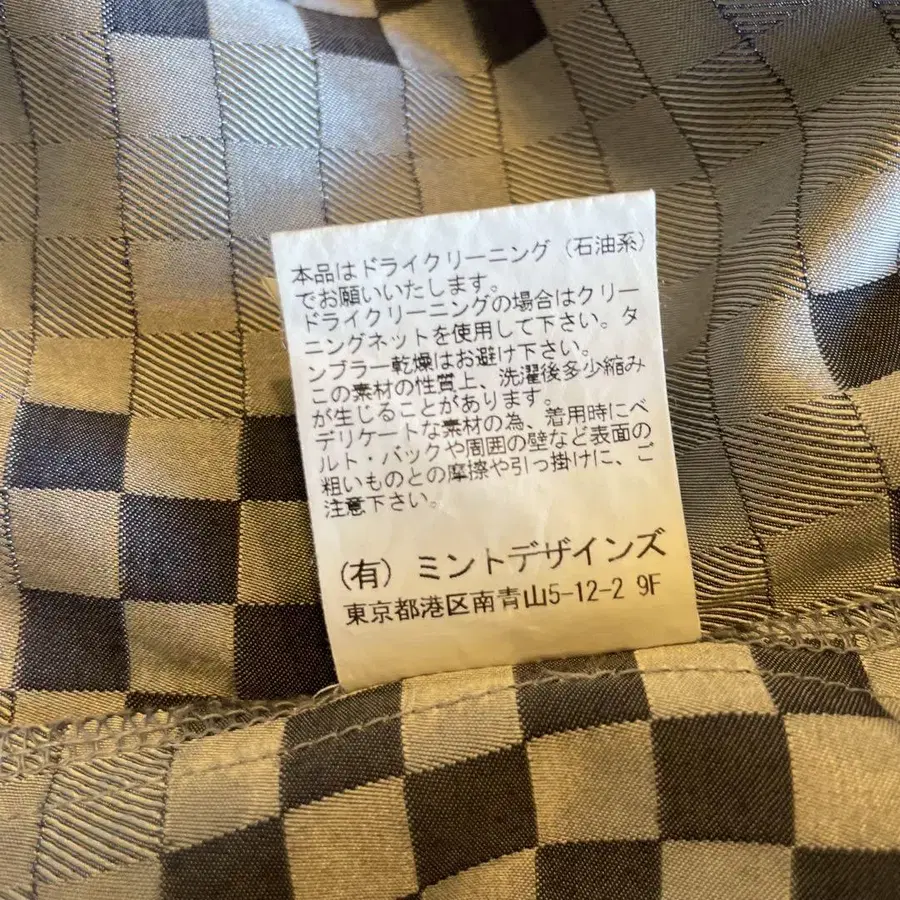 本品はドライクリーニング（石油系）
でお願いいたします。
ドライクリーニングの場合はクリー
ニングネットを使用して下さい。タ
ンブラー乾燥はお避け下さい。
この素材の性質上、洗濯後多少縮み
が生じることがあります。
デリケートな素材の為、着用時にベ
ルト・バックや周囲の壁など表面の
粗いものとの摩擦や引っ掛けに、ご
注意下さい。
（有）ミントデザインズ
東京都港区南青山5-12-2 9F